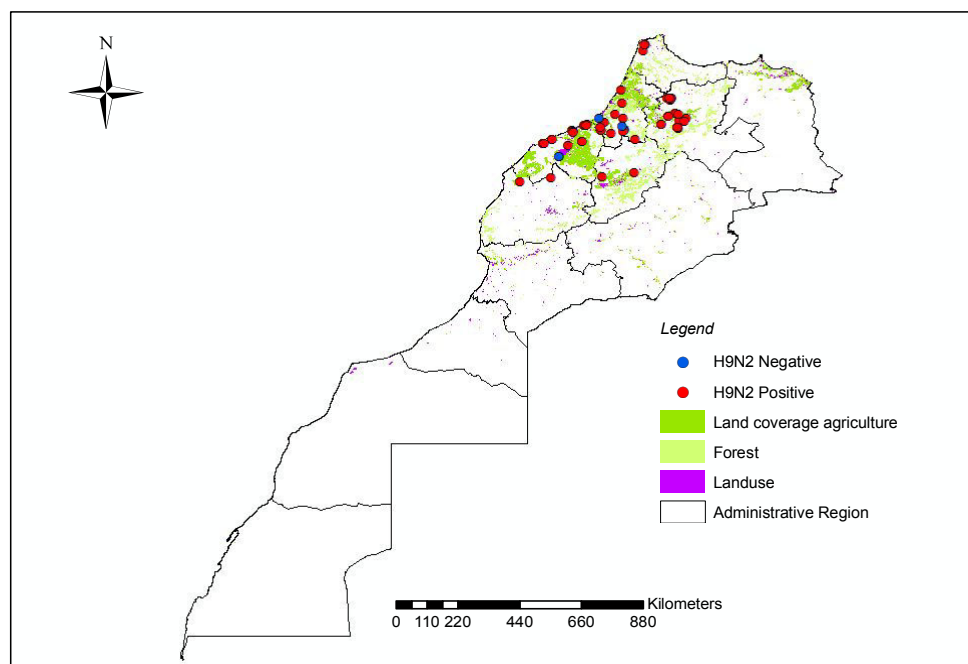 N
Legend
H9N2 Negative
H9N2 Positive
Land coverage agriculture
Forest
Landuse
Administrative Region
Kilometers
0 110 220 440 660 880